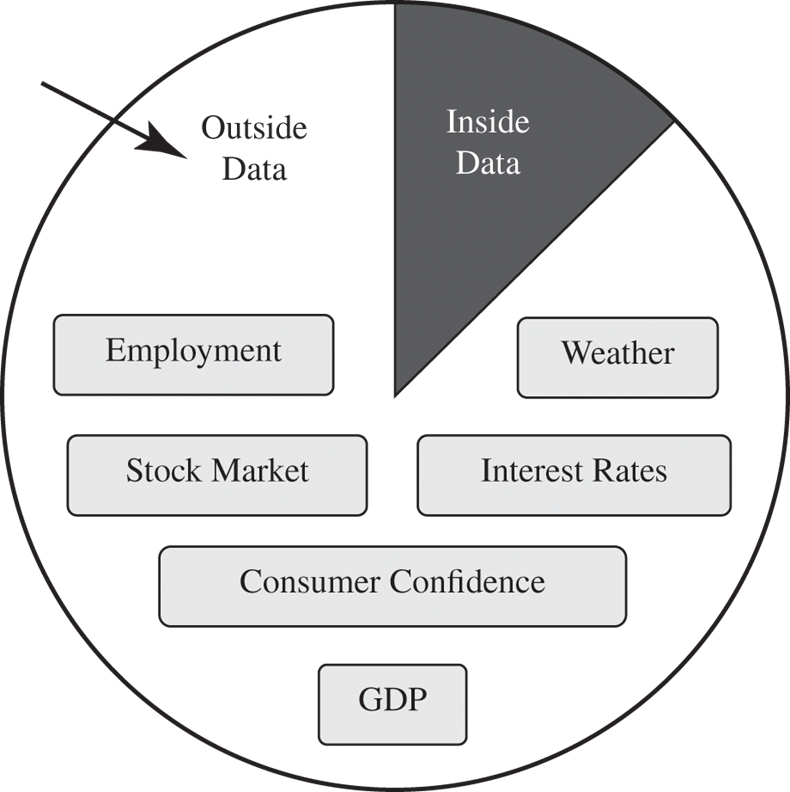 Outside
Data
Inside
Data
Employment
Weather
Stock Market
Interest Rates
Consumer Confidence
GDP